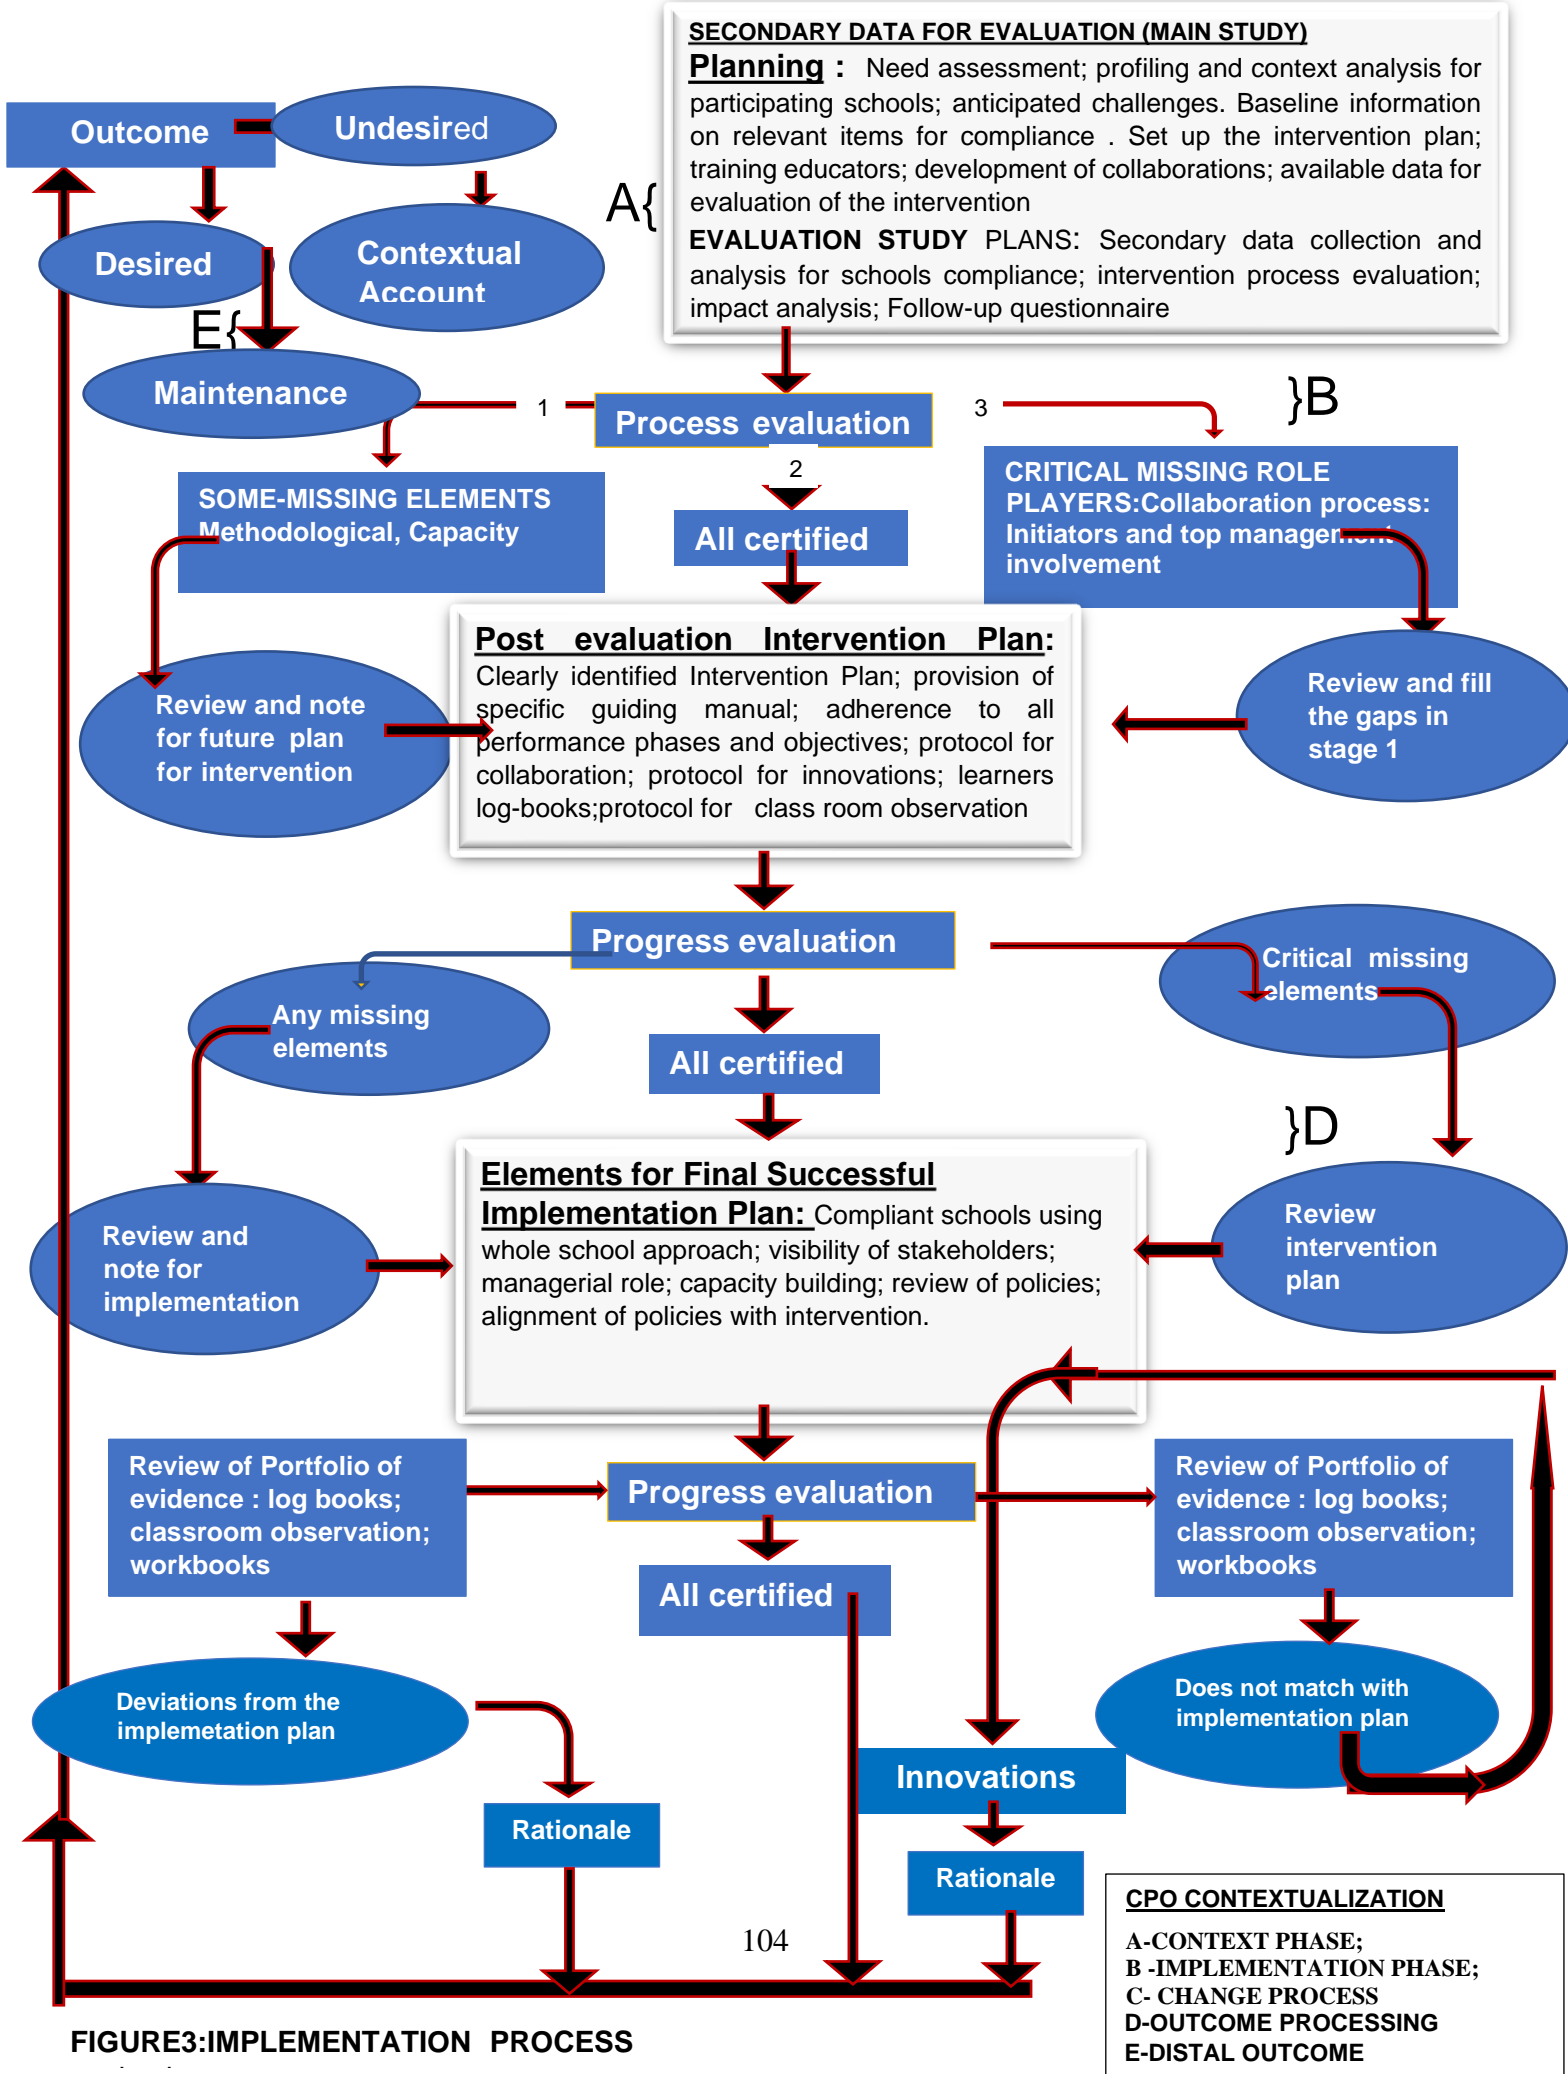 SECONDARY DATA FOR EVALUATION (MAIN STUDY)
Planning : Need assessment; profiling and context analysis for
participating schools; anticipated challenges. Baseline information
on relevant items for compliance . Set up the intervention plan;
training educators; development of collaborations; available data for
evaluation of the intervention
EVALUATION STUDY PLANS: Secondary data collection and
analysis for schools compliance; intervention process evaluation;
impact analysis; Follow-up questionnaire
Outcome
Undesired
A{
Desired
Contextual
Account
E{
Maintenance
1
Process evaluation
3
}B
2
SOME-MISSING ELEMENTS
Methodological, Capacity
All certified
CRITICAL MISSING ROLE
PLAYERS:Collaboration process:
Initiators and top management
involvement
Post evaluation Intervention Plan:
Clearly identified Intervention Plan; provision of
specific guiding manual; adherence to all
performance phases and objectives; protocol for
collaboration; protocol for innovations; learners
log-books;protocol for class room observation
Review and note
for future plan
for intervention
Review and fill
the gaps in
stage 1
Progress evaluation
Any missing
elements
All certified
Critical missing
elements
}D
Elements for Final Successful
Implementation Plan: Compliant schools using
whole school approach; visibility of stakeholders;
managerial role; capacity building; review of policies;
alignment of policies with intervention.
Review and
note for
implementation
Review
intervention
plan
Review of Portfolio of
evidence : log books;
classroom observation;
workbooks
Progress evaluation
Review of Portfolio of
evidence : log books;
classroom observation;
workbooks
All certified
Deviations from the
implemetation plan
Does not match with
implementation plan
Innovations
Rationale
Rationale
104
CPO CONTEXTUALIZATION
A-CONTEXT PHASE;
B -IMPLEMENTATION PHASE;
C- CHANGE PROCESS
D-OUTCOME PROCESSING
E-DISTAL OUTCOME
FIGURE3:IMPLEMENTATION PROCESS